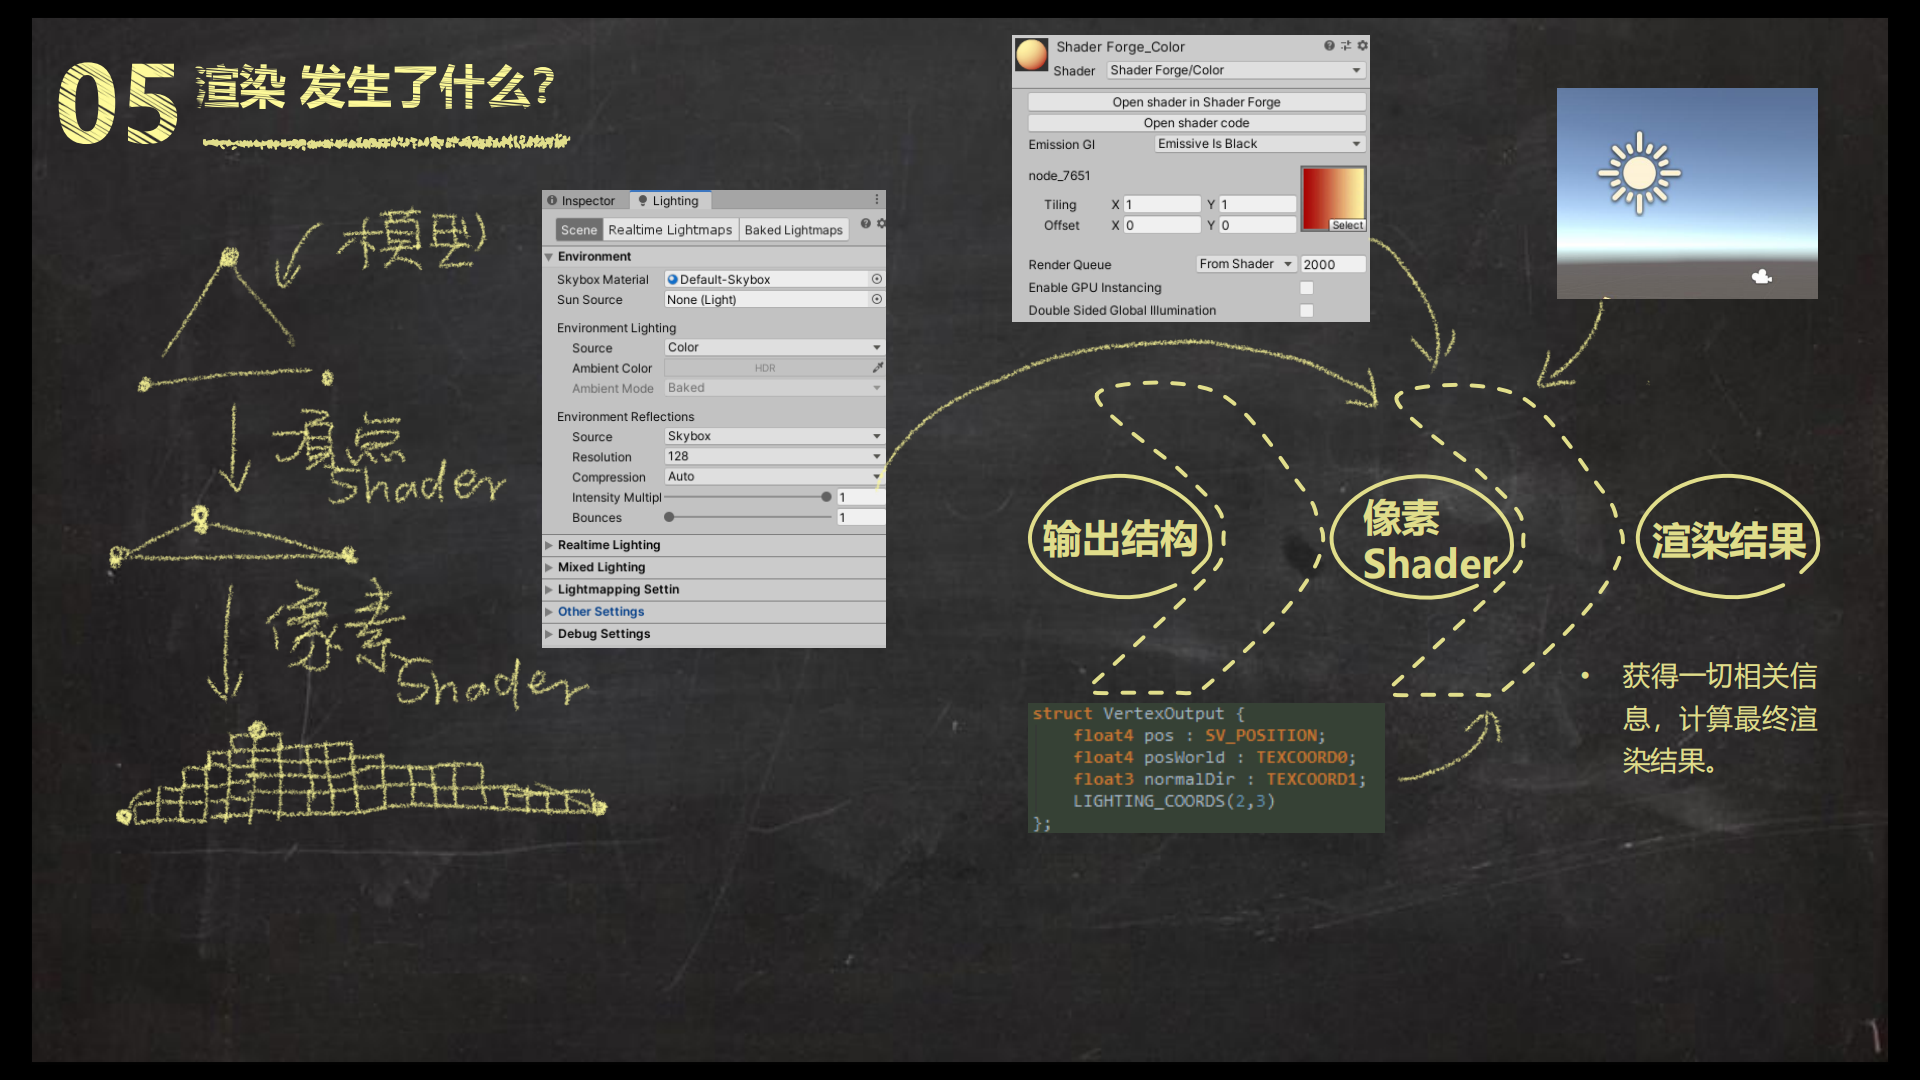 05 渲染 发生了什么?
模型
顶点
Shader
像素
Shader
Inspector
Lighting
Scene
Realtime Lightmaps
Baked Lightmaps
Environment
Skybox Material
Default-Skybox
Sun Source
None (Light)
Environment Lighting
Source
Color
Ambient Color
HDR
Ambient Mode
Baked
Environment Reflections
Source
Skybox
Resolution
128
Compression
Auto
Intensity Multipl
1
Bounces
1
Realtime Lighting
Mixed Lighting
Lightmapping Settin
Other Settings
Debug Settings
Shader Forge_Color
Shader
Shader Forge/Color
Open shader in Shader Forge
Open shader code
Emission GI
Emissive Is Black
node_7651
Tiling X 1 Y 1
Offset X 0 Y 0
Select
Render Queue
From Shader
2000
Enable GPU Instancing
Double Sided Global Illumination
输出结构
像素
Shader
渲染结果
struct VertexOutput {
float4 pos : SV_POSITION;
float4 posWorld : TEXCOORD0;
float3 normalDir : TEXCOORD1;
LIGHTING_COORDS(2,3)
};
• 获得一切相关信
息，计算最终渲
染结果。